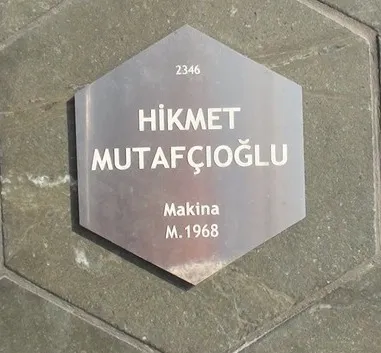 2346
HİKMET
MUTAFÇIOĞLU
Makina
M.1968